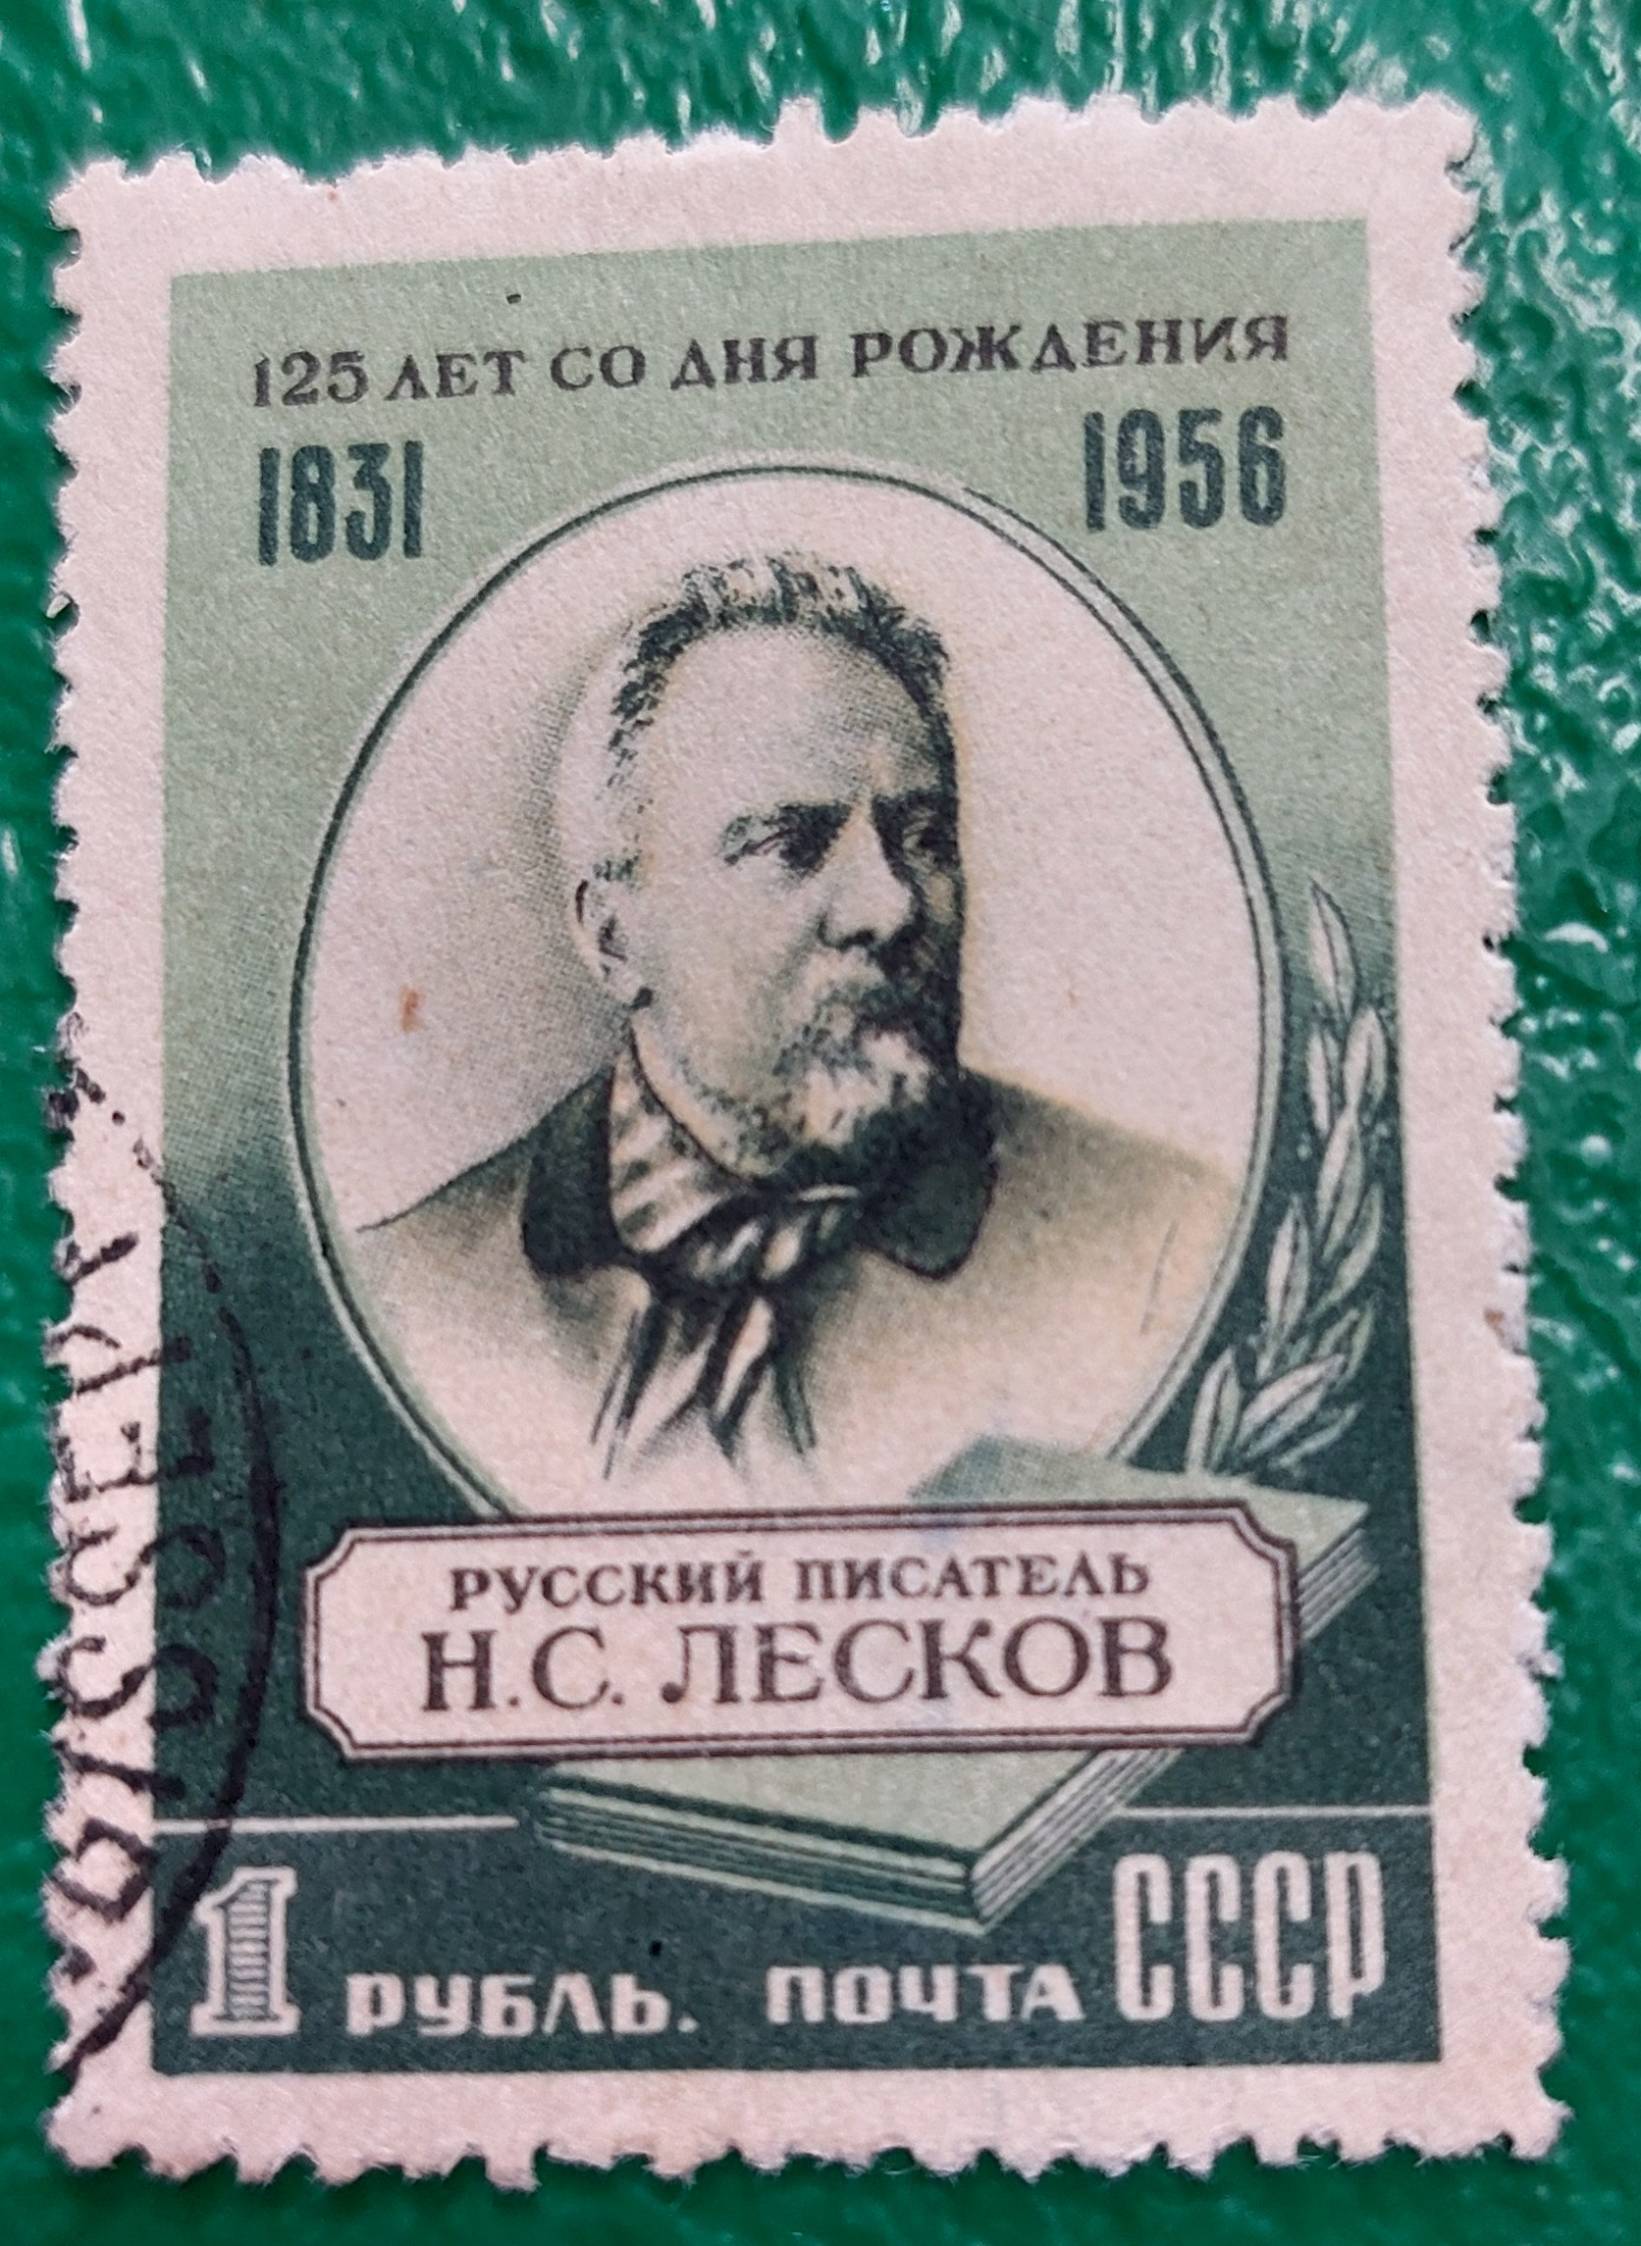 125 ЛЕТ СО ДНЯ РОЖДЕНИЯ
1831 1956
РУССКИЙ ПИСАТЕЛЬ
Н.С. ЛЕСКОВ
1 РУБЛЬ. ПОЧТА СССР